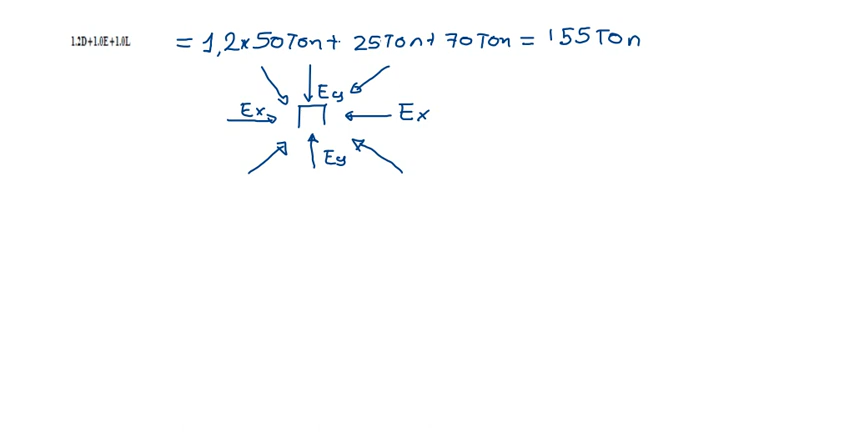 1.2D+1.0E+1.0L = 1,2x50Ton+ 25Ton+ 70Ton = 155Ton
Ey
Ex Ex
Ey